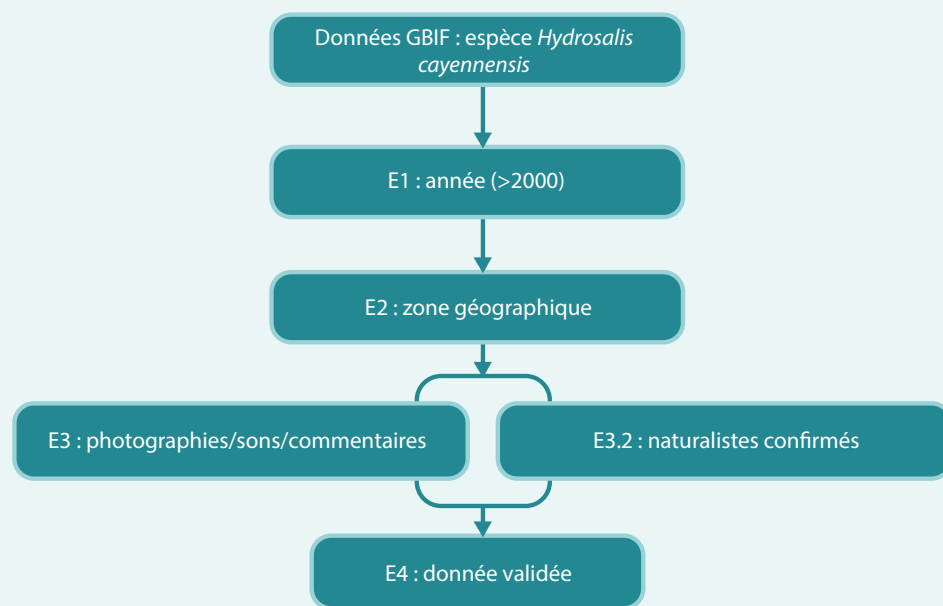 Données GBIF : espèce Hydrosalis
cayennensis
E1 : année (>2000)
E2 : zone géographique
E3 : photographies/sons/commentaires
E3.2 : naturalistes confirmés
E4 : donnée validée